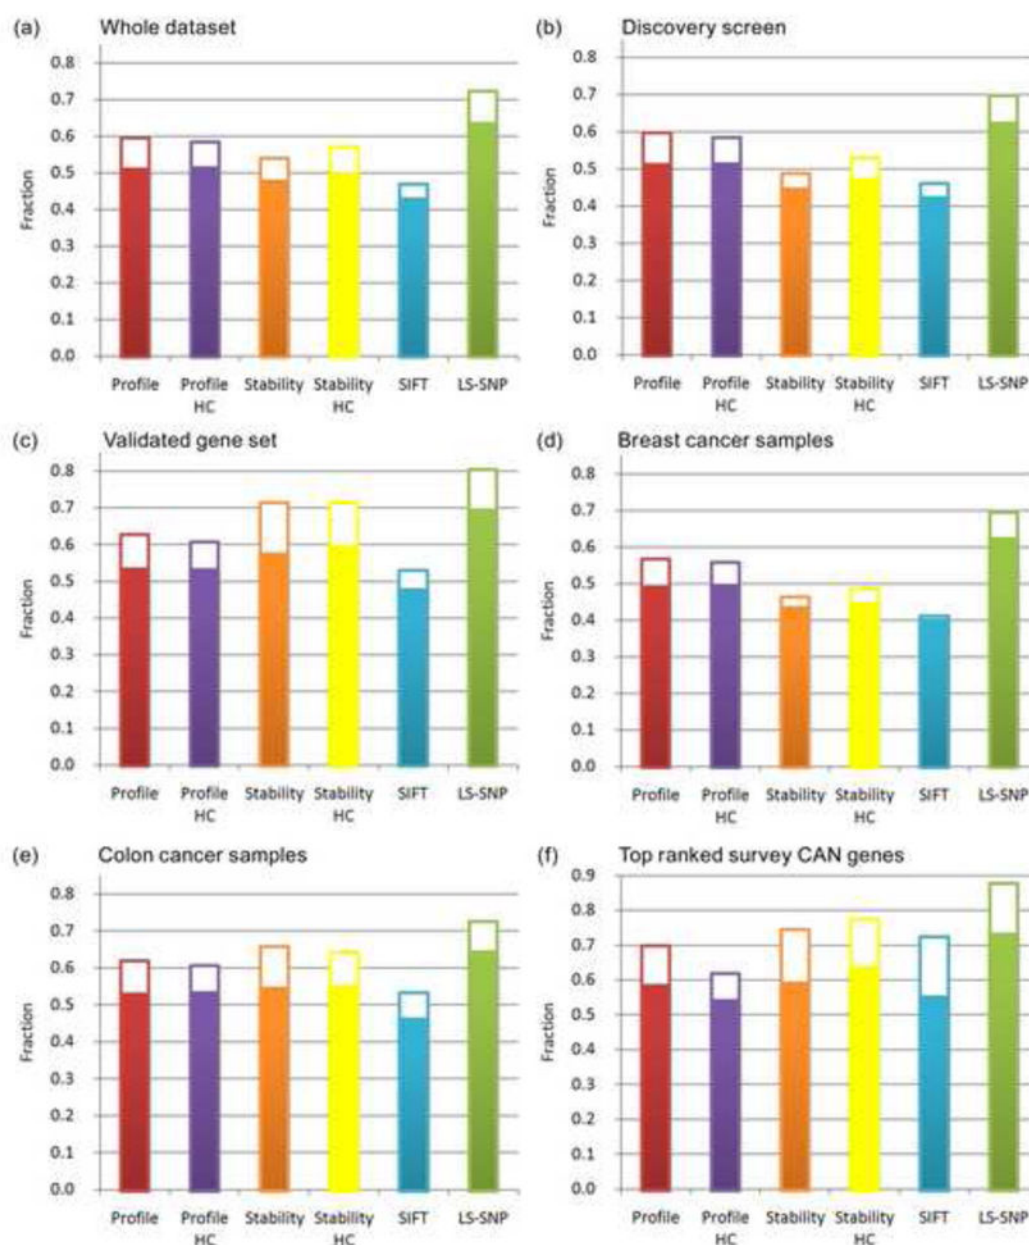 (a) Whole dataset
0.8
0.7
0.6
0.5
0.4
0.3
0.2
0.1
0.0
Fraction
Profile Profile Stability Stability SIFT LS-SNP
HC HC
(b) Discovery screen
0.8
0.7
0.6
0.5
0.4
0.3
0.2
0.1
0.0
Fraction
Profile Profile Stability Stability SIFT LS-SNP
HC HC
(c) Validated gene set
0.8
0.7
0.6
0.5
0.4
0.3
0.2
0.1
0.0
Fraction
Profile Profile Stability Stability SIFT LS-SNP
HC HC
(d) Breast cancer samples
0.8
0.7
0.6
0.5
0.4
0.3
0.2
0.1
0.0
Fraction
Profile Profile Stability Stability SIFT LS-SNP
HC HC
(e) Colon cancer samples
0.8
0.7
0.6
0.5
0.4
0.3
0.2
0.1
0.0
Fraction
Profile Profile Stability Stability SIFT LS-SNP
HC HC
(f) Top ranked survey CAN genes
0.9
0.8
0.7
0.6
0.5
0.4
0.3
0.2
0.1
0.0
Fraction
Profile Profile Stability Stability SIFT LS-SNP
HC HC